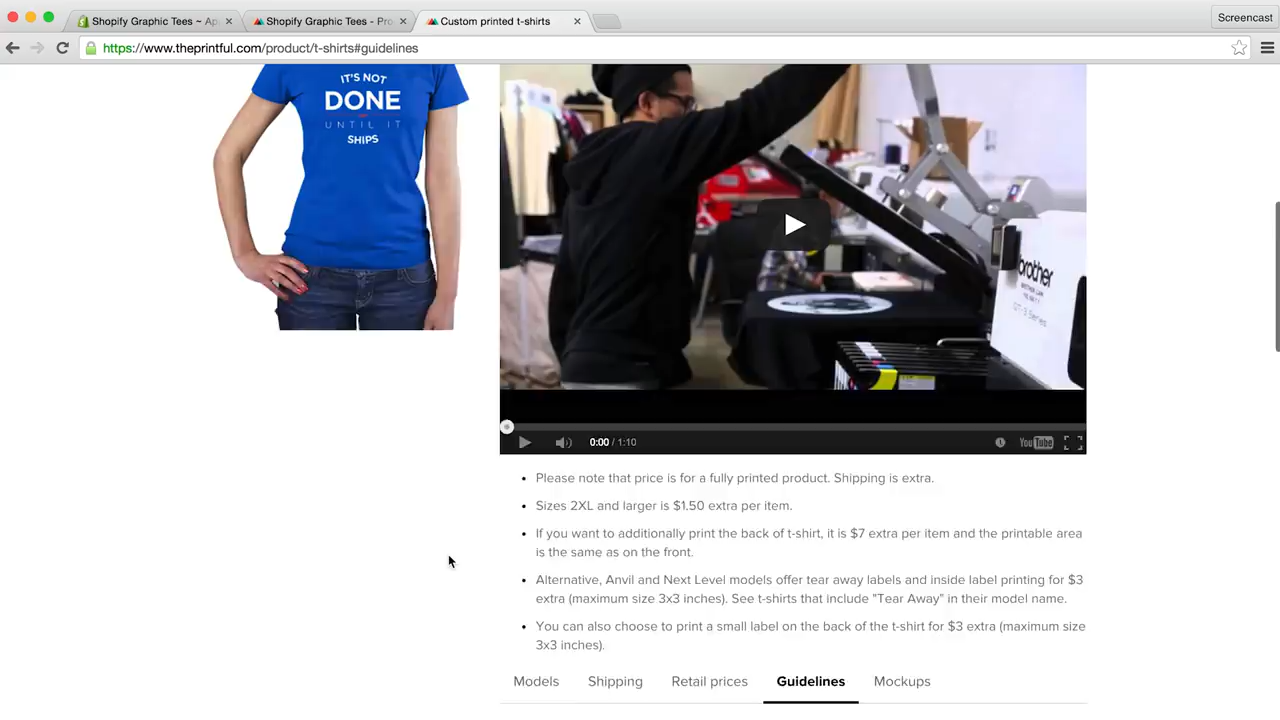 Shopify Graphic Tees ~ Ap
Shopify Graphic Tees - Pro
Custom printed t-shirts
Screencast
https://www.theprintful.com/product/t-shirts#guidelines
IT'S NOT
DONE
UNTIL IT
SHIPS
brother
0:00 / 1:10
YouTube
Please note that price is for a fully printed product. Shipping is extra.
Sizes 2XL and larger is $1.50 extra per item.
If you want to additionally print the back of t-shirt, it is $7 extra per item and the printable area
is the same as on the front.
Alternative, Anvil and Next Level models offer tear away labels and inside label printing for $3
extra (maximum size 3x3 inches). See t-shirts that include "Tear Away" in their model name.
You can also choose to print a small label on the back of the t-shirt for $3 extra (maximum size
3x3 inches).
Models Shipping Retail prices Guidelines Mockups